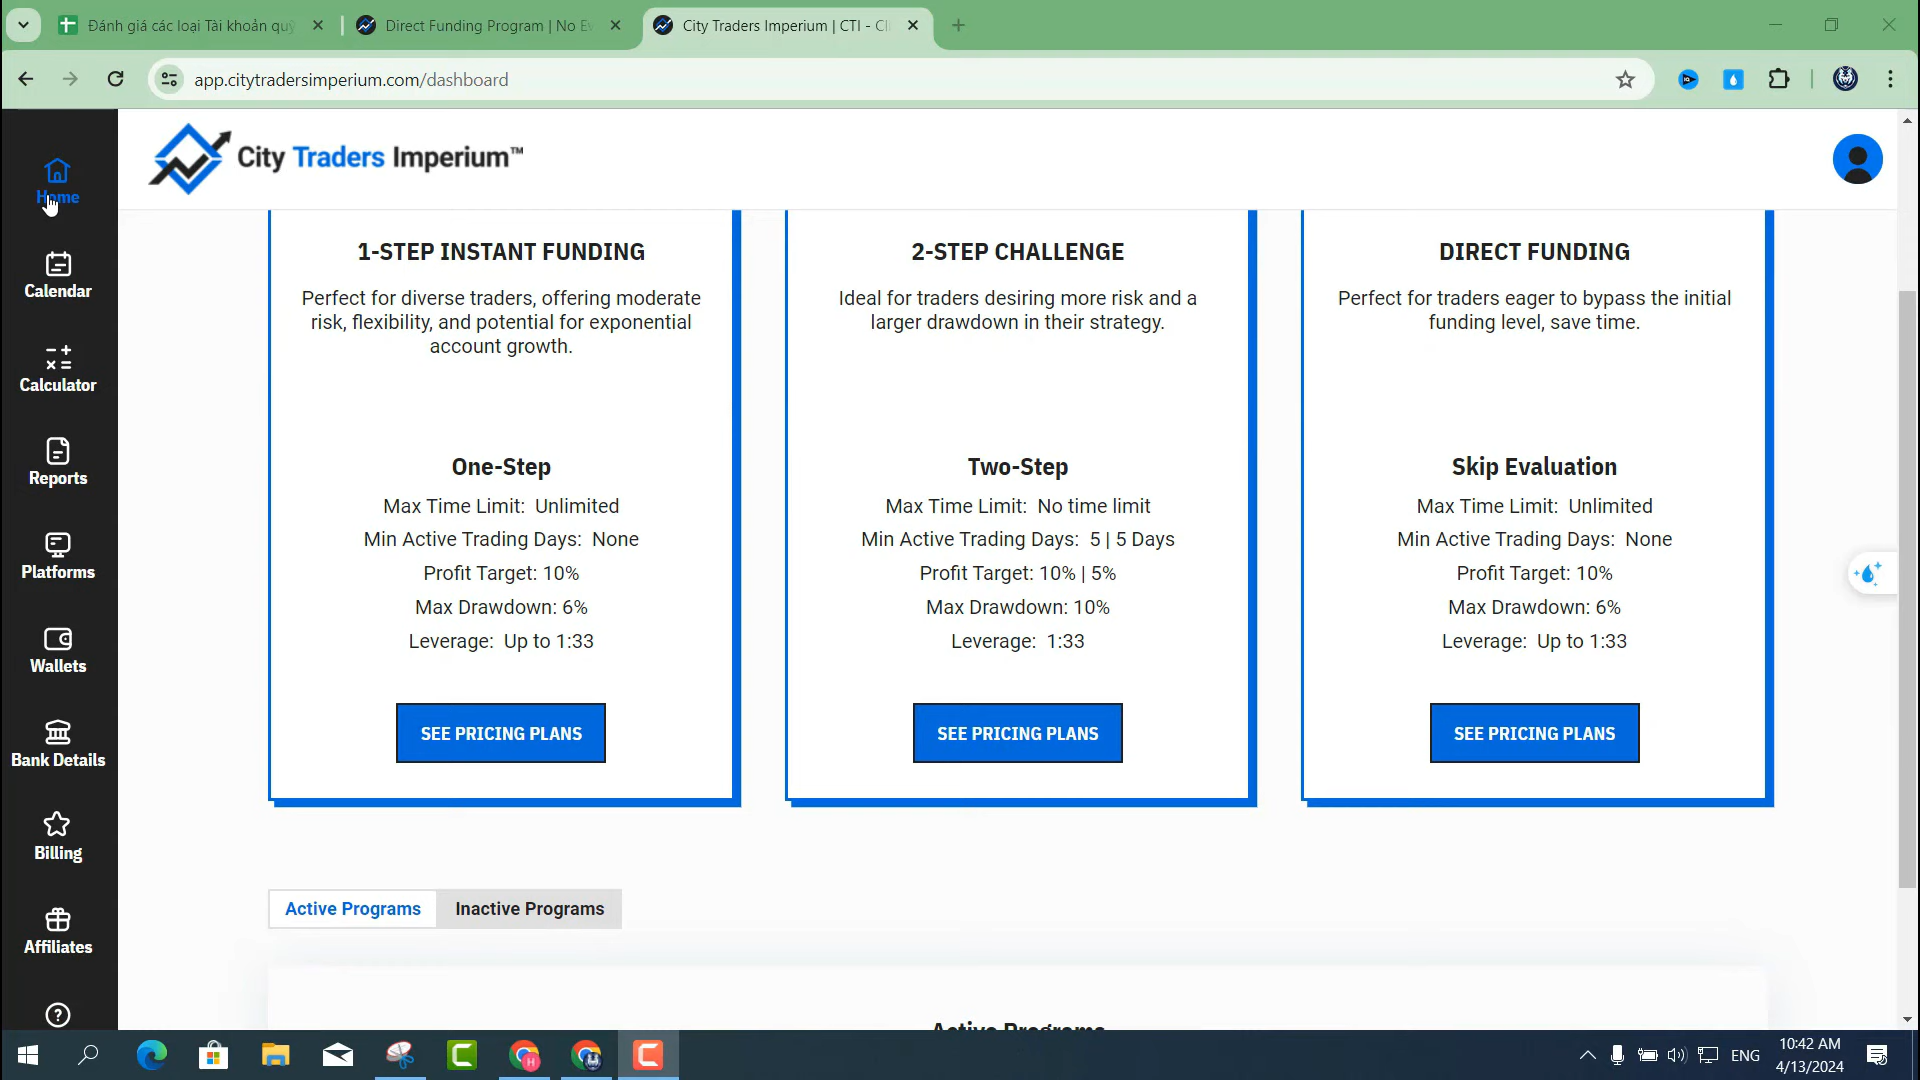 Đánh giá các loại Tài khoản quỹ
Direct Funding Program | No Ev
City Traders Imperium | CTI - Cli
app.citytradersimperium.com/dashboard
City Traders Imperium™
Home
Calendar
Calculator
Reports
Platforms
Wallets
Bank Details
Billing
Affiliates
1-STEP INSTANT FUNDING
Perfect for diverse traders, offering moderate
risk, flexibility, and potential for exponential
account growth.
One-Step
Max Time Limit: Unlimited
Min Active Trading Days: None
Profit Target: 10%
Max Drawdown: 6%
Leverage: Up to 1:33
SEE PRICING PLANS
2-STEP CHALLENGE
Ideal for traders desiring more risk and a
larger drawdown in their strategy.
Two-Step
Max Time Limit: No time limit
Min Active Trading Days: 5 | 5 Days
Profit Target: 10% | 5%
Max Drawdown: 10%
Leverage: 1:33
SEE PRICING PLANS
DIRECT FUNDING
Perfect for traders eager to bypass the initial
funding level, save time.
Skip Evaluation
Max Time Limit: Unlimited
Min Active Trading Days: None
Profit Target: 10%
Max Drawdown: 6%
Leverage: Up to 1:33
SEE PRICING PLANS
Active Programs
Inactive Programs
Active Programs
ENG
10:42 AM
4/13/2024